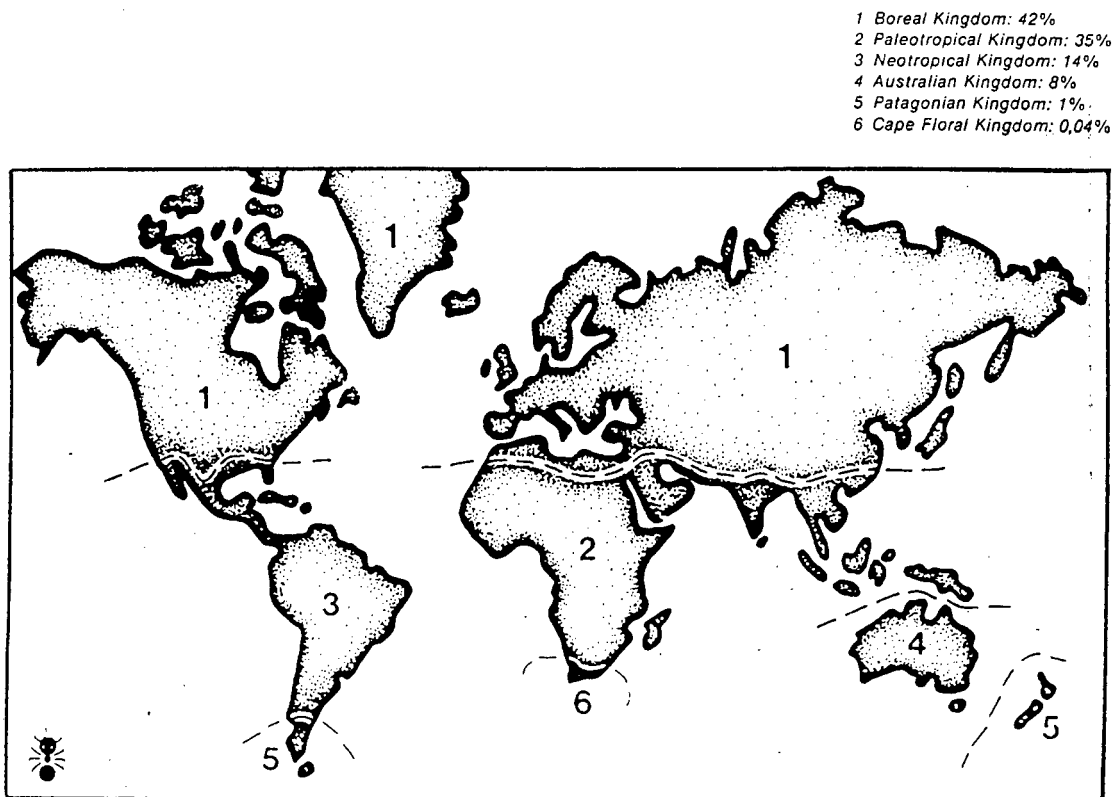 1 Boreal Kingdom: 42%
2 Paleotropical Kingdom: 35%
3 Neotropical Kingdom: 14%
4 Australian Kingdom: 8%
5 Patagonian Kingdom: 1%
6 Cape Floral Kingdom: 0,04%
1
1
1
2
3
4
6
5
5